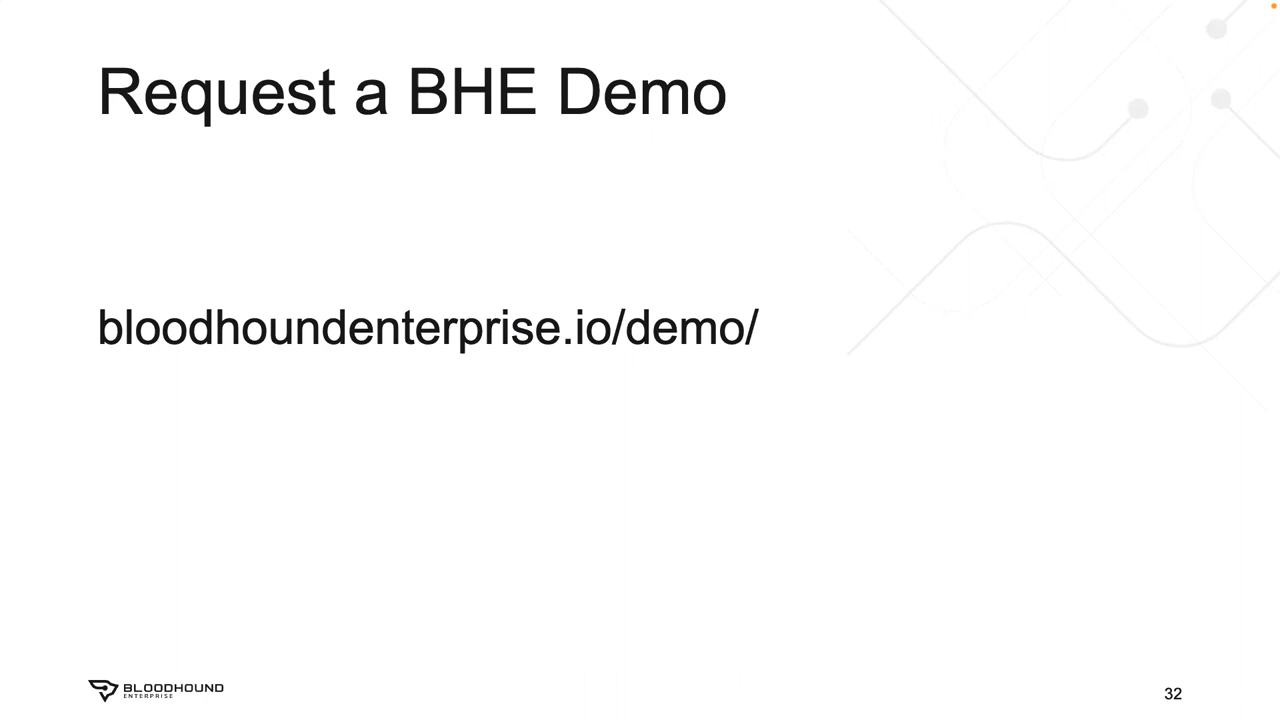 Request a BHE Demo
bloodhoundenterprise.io/demo/
BLOODHOUND
ENTERPRISE
32